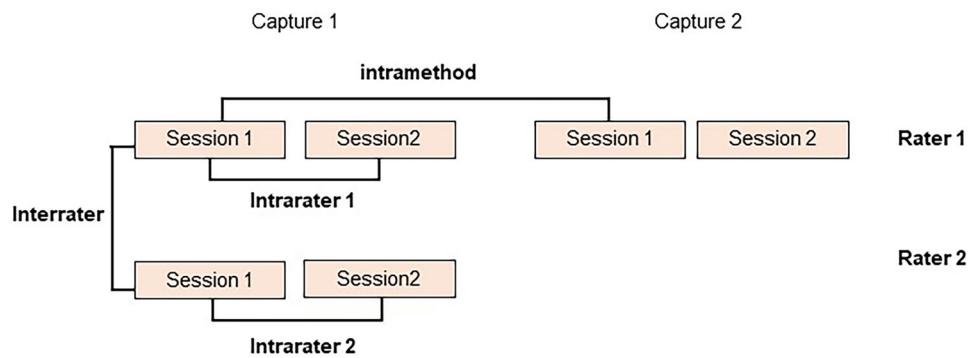 Capture 1
Capture 2
intramethod
Session 1
Session2
Session 1
Session 2
Rater 1
Intrarater 1
Interrater
Rater 2
Session 1
Session2
Intrarater 2